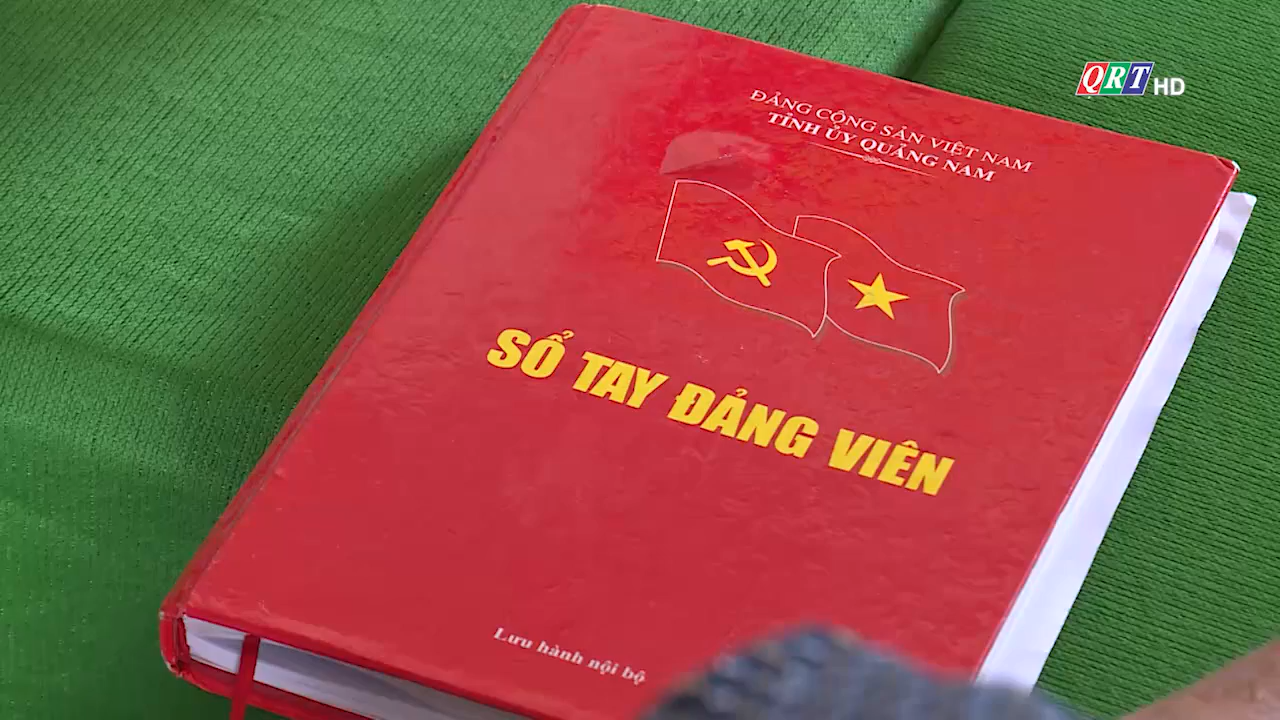 QRT HD
ĐẢNG CỘNG SẢN VIỆT NAM
TỈNH ỦY QUẢNG NAM
SỔ TAY ĐẢNG VIÊN
Lưu hành nội bộ